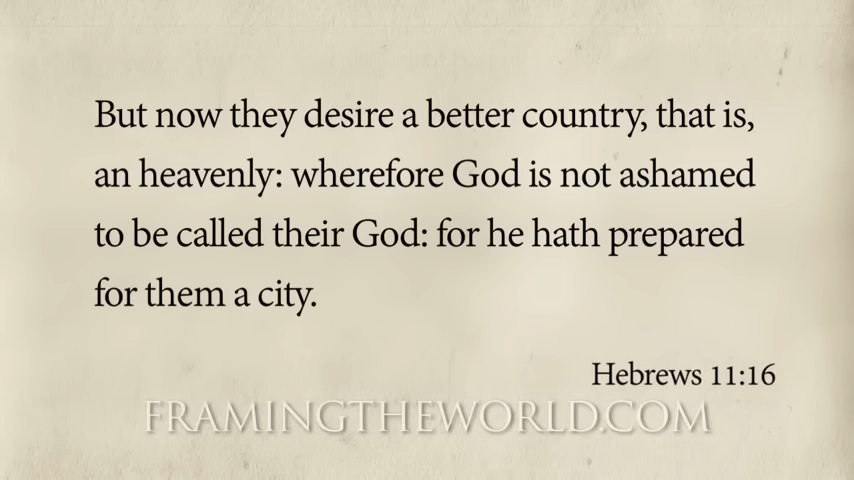 But now they desire a better country, that is,
an heavenly: wherefore God is not ashamed
to be called their God: for he hath prepared
for them a city.
Hebrews 11:16
FRAMINGTHEWORLD.COM